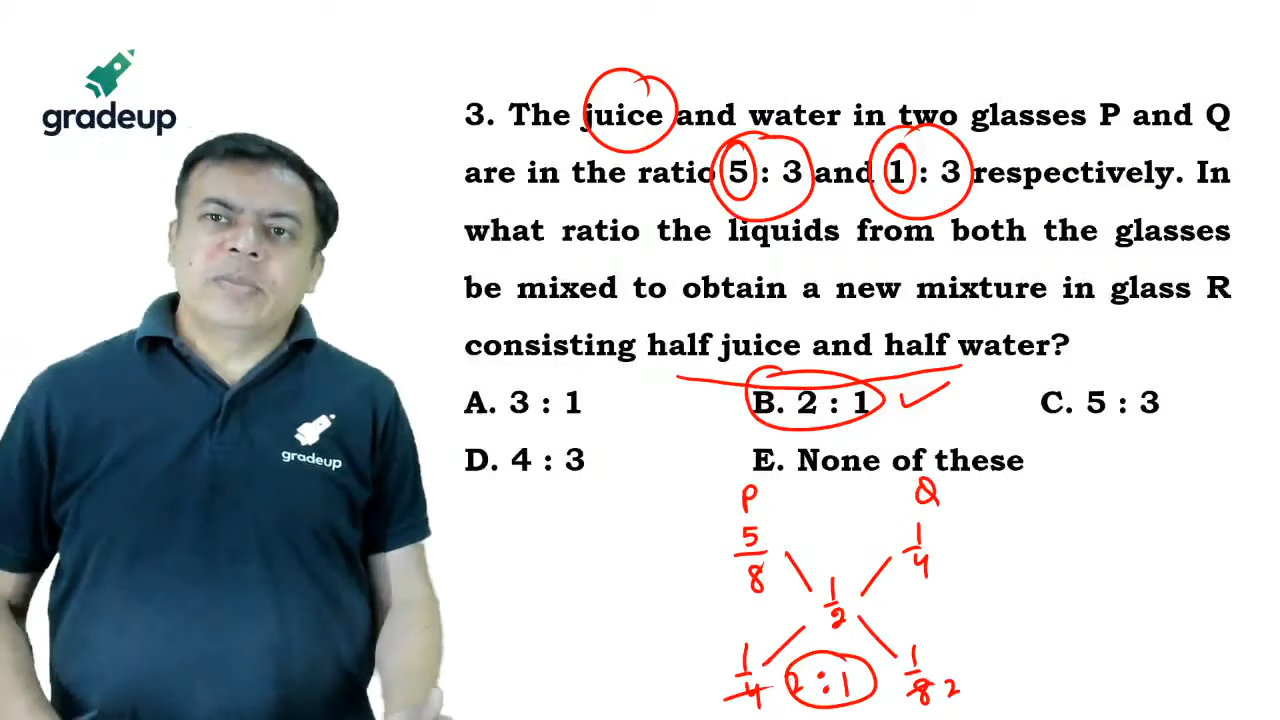 gradeup
3. The juice and water in two glasses P and Q
are in the ratio 5 : 3 and 1 : 3 respectively. In
what ratio the liquids from both the glasses
be mixed to obtain a new mixture in glass R
consisting half juice and half water?
A. 3 : 1 B. 2 : 1 C. 5 : 3
D. 4 : 3 E. None of these
gradeup
P Q
5/8 1/4
1/2
1/4 2 : 1 1/8 2